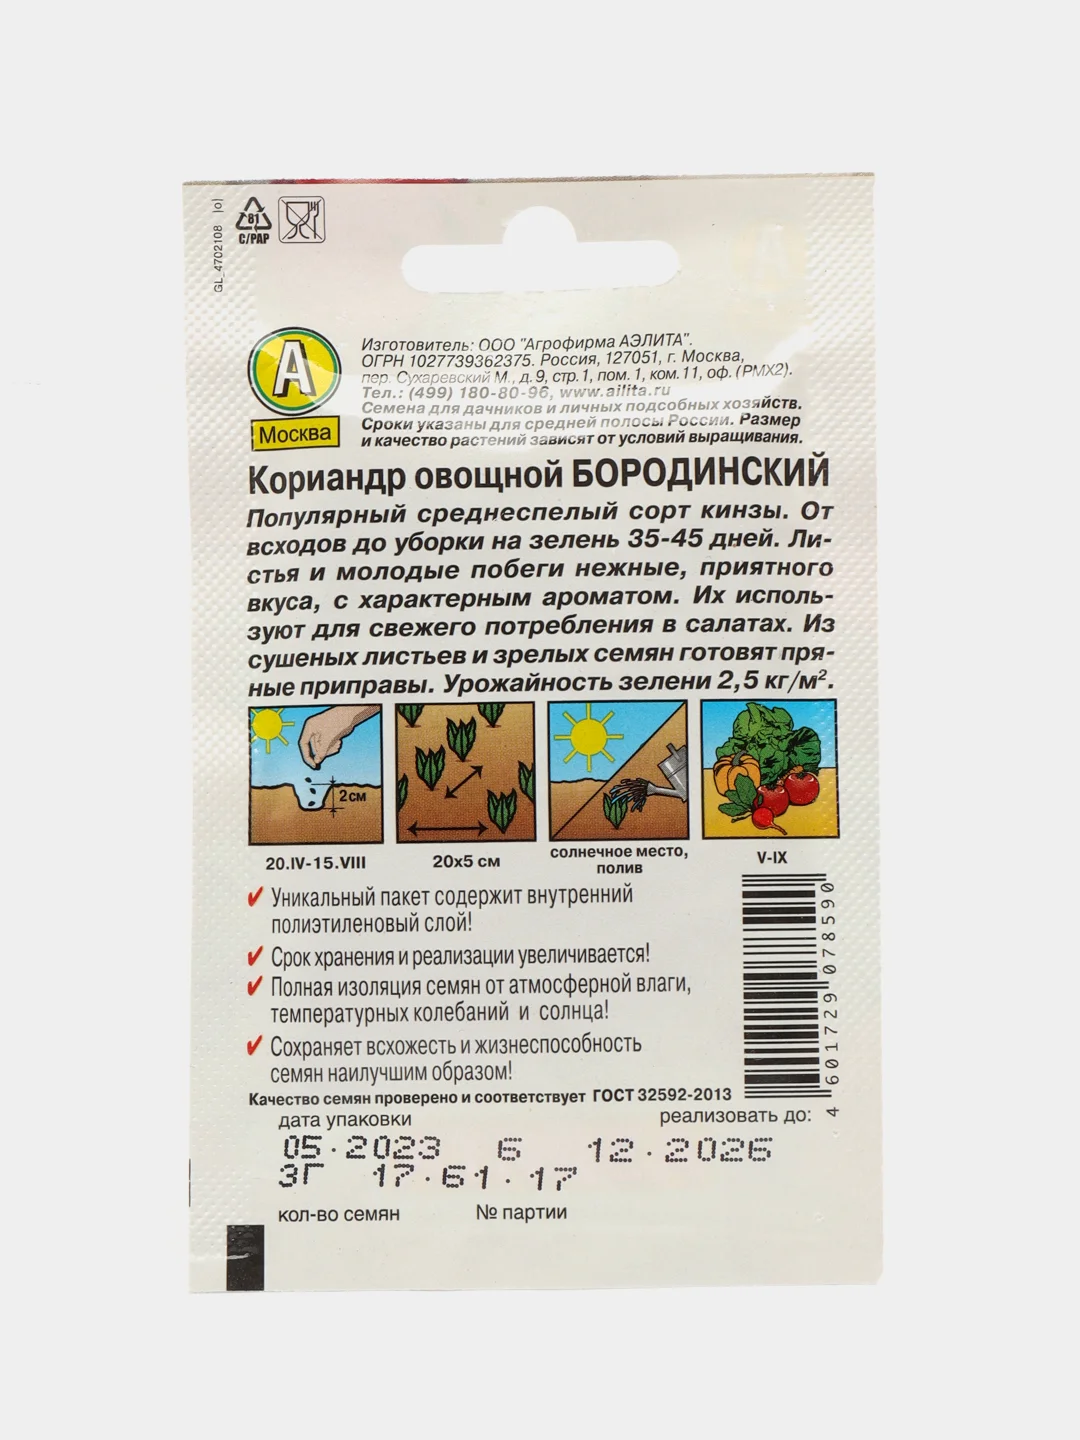 GL_4702108 |o|
81
C/PAP
А
Москва
Изготовитель: ООО "Агрофирма АЭЛИТА".
ОГРН 1027739362375. Россия, 127051, г. Москва,
пер. Сухаревский М., д.9, стр.1, пом.1, ком.11, оф. (РМХ2).
Тел.: (499) 180-80-96, www.ailita.ru
Семена для дачников и личных подсобных хозяйств.
Сроки указаны для средней полосы России. Размер
и качество растений зависят от условий выращивания.
Кориандр овощной БОРОДИНСКИЙ
Популярный среднеспелый сорт кинзы. От
всходов до уборки на зелень 35-45 дней. Ли-
стья и молодые побеги нежные, приятного
вкуса, с характерным ароматом. Их исполь-
зуют для свежего потребления в салатах. Из
сушеных листьев и зрелых семян готовят пря-
ные приправы. Урожайность зелени 2,5 кг/м².
2см
20.IV-15.VIII
20х5 см
солнечное место,
полив
V-IX
Уникальный пакет содержит внутренний
полиэтиленовый слой!
Срок хранения и реализации увеличивается!
Полная изоляция семян от атмосферной влаги,
температурных колебаний и солнца!
Сохраняет всхожесть и жизнеспособность
семян наилучшим образом!
4 601729 078590
Качество семян проверено и соответствует ГОСТ 32592-2013
дата упаковки реализовать до:
05.2023 6 12.2026
3Г 17.61.17
кол-во семян № партии